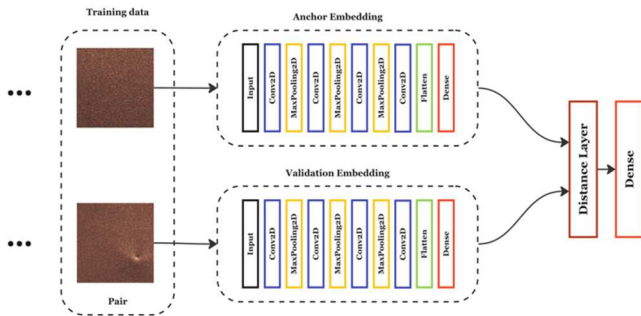 Training data
Anchor Embedding
Input
Conv2D
MaxPooling2D
Conv2D
MaxPooling2D
Conv2D
MaxPooling2D
Conv2D
Flatten
Dense
Validation Embedding
Input
Conv2D
MaxPooling2D
Conv2D
MaxPooling2D
Conv2D
MaxPooling2D
Conv2D
Flatten
Dense
Pair
Distance Layer
Dense